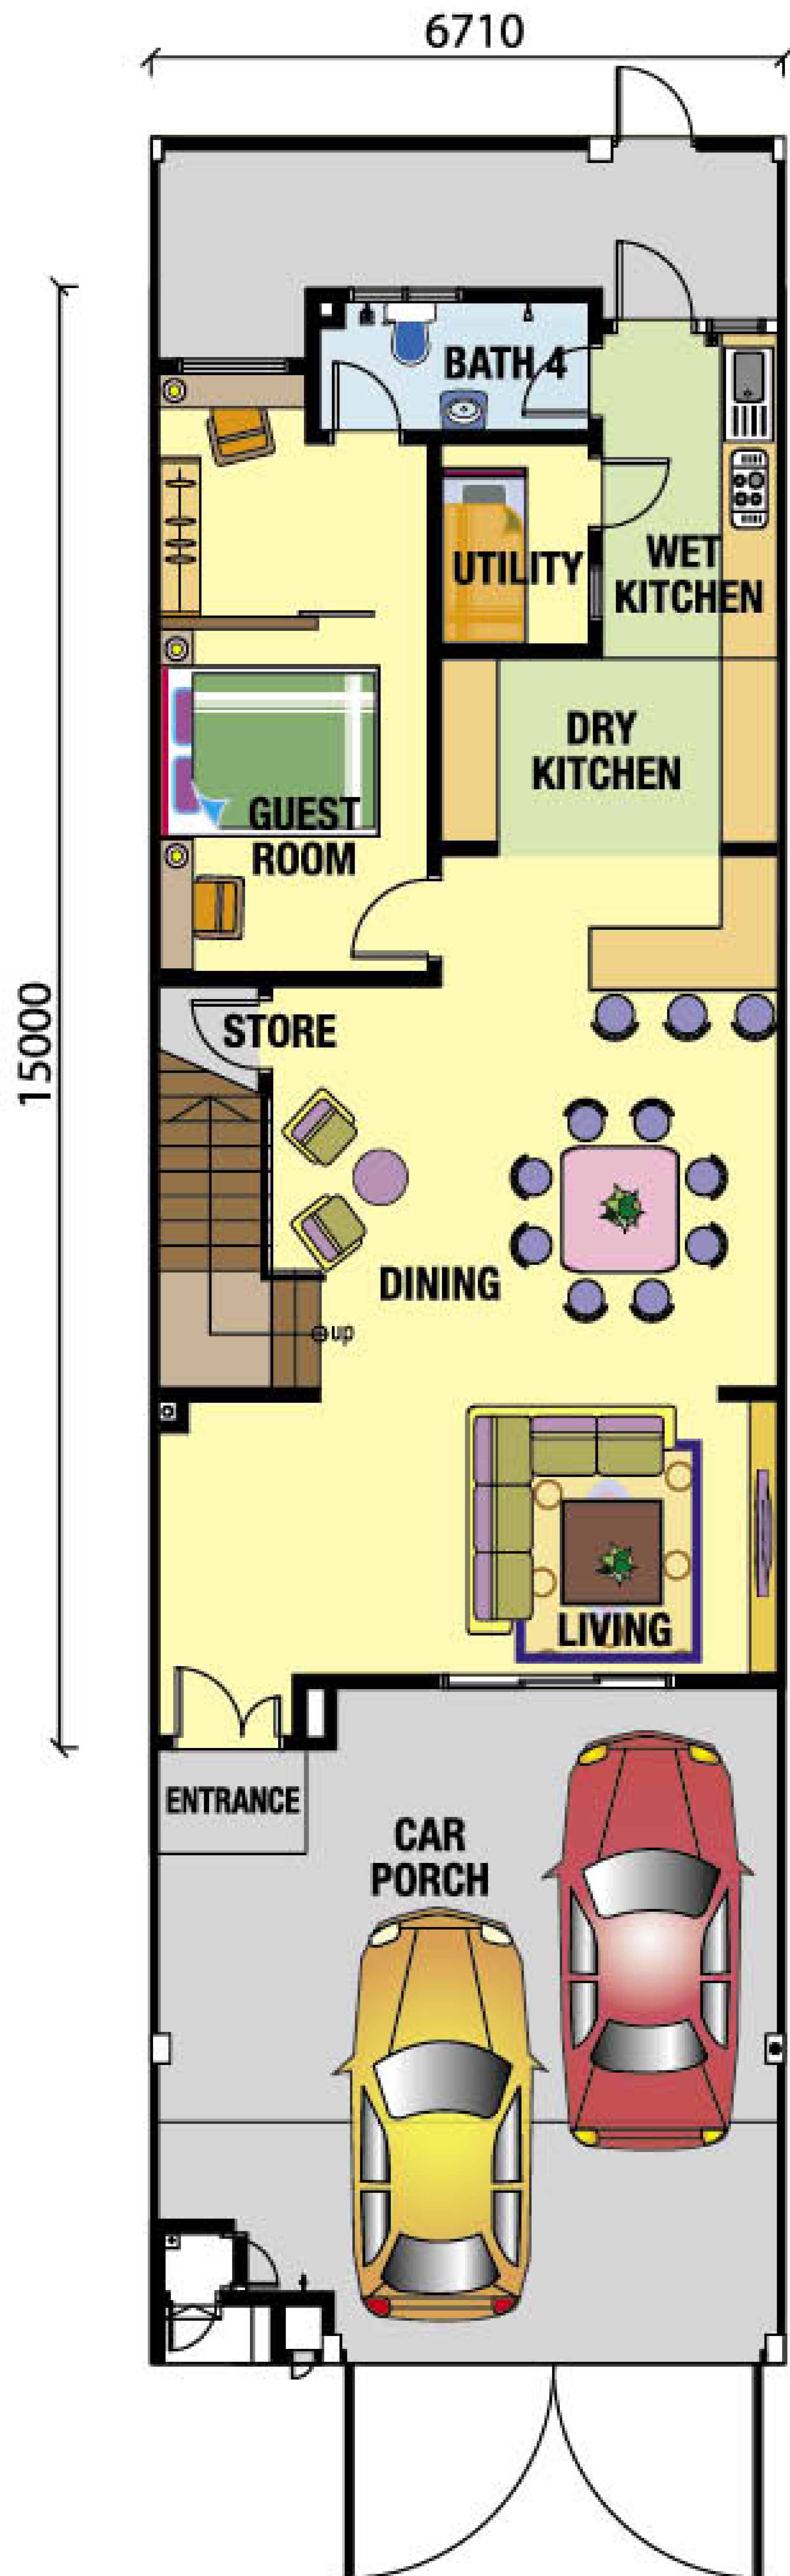 6710
BATH 4
UTILITY
WET
KITCHEN
DRY
KITCHEN
GUEST
ROOM
15000
STORE
DINING
up
LIVING
ENTRANCE
CAR
PORCH